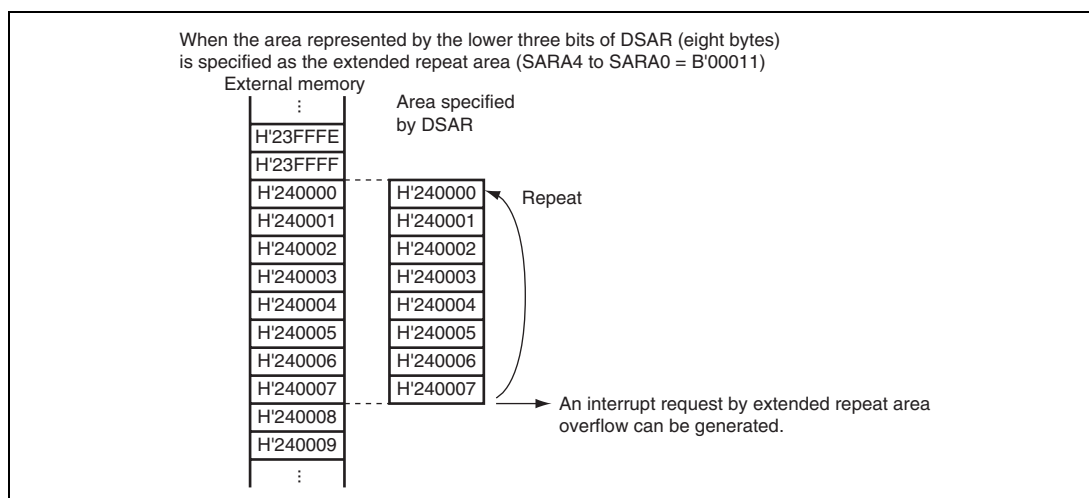 When the area represented by the lower three bits of DSAR (eight bytes)
is specified as the extended repeat area (SARA4 to SARA0 = B'00011)
External memory
Area specified
by DSAR
⋮
H'23FFFE
H'23FFFF
H'240000
H'240001
H'240002
H'240003
H'240004
H'240005
H'240006
H'240007
H'240008
H'240009
⋮
H'240000
H'240001
H'240002
H'240003
H'240004
H'240005
H'240006
H'240007
Repeat
An interrupt request by extended repeat area
overflow can be generated.